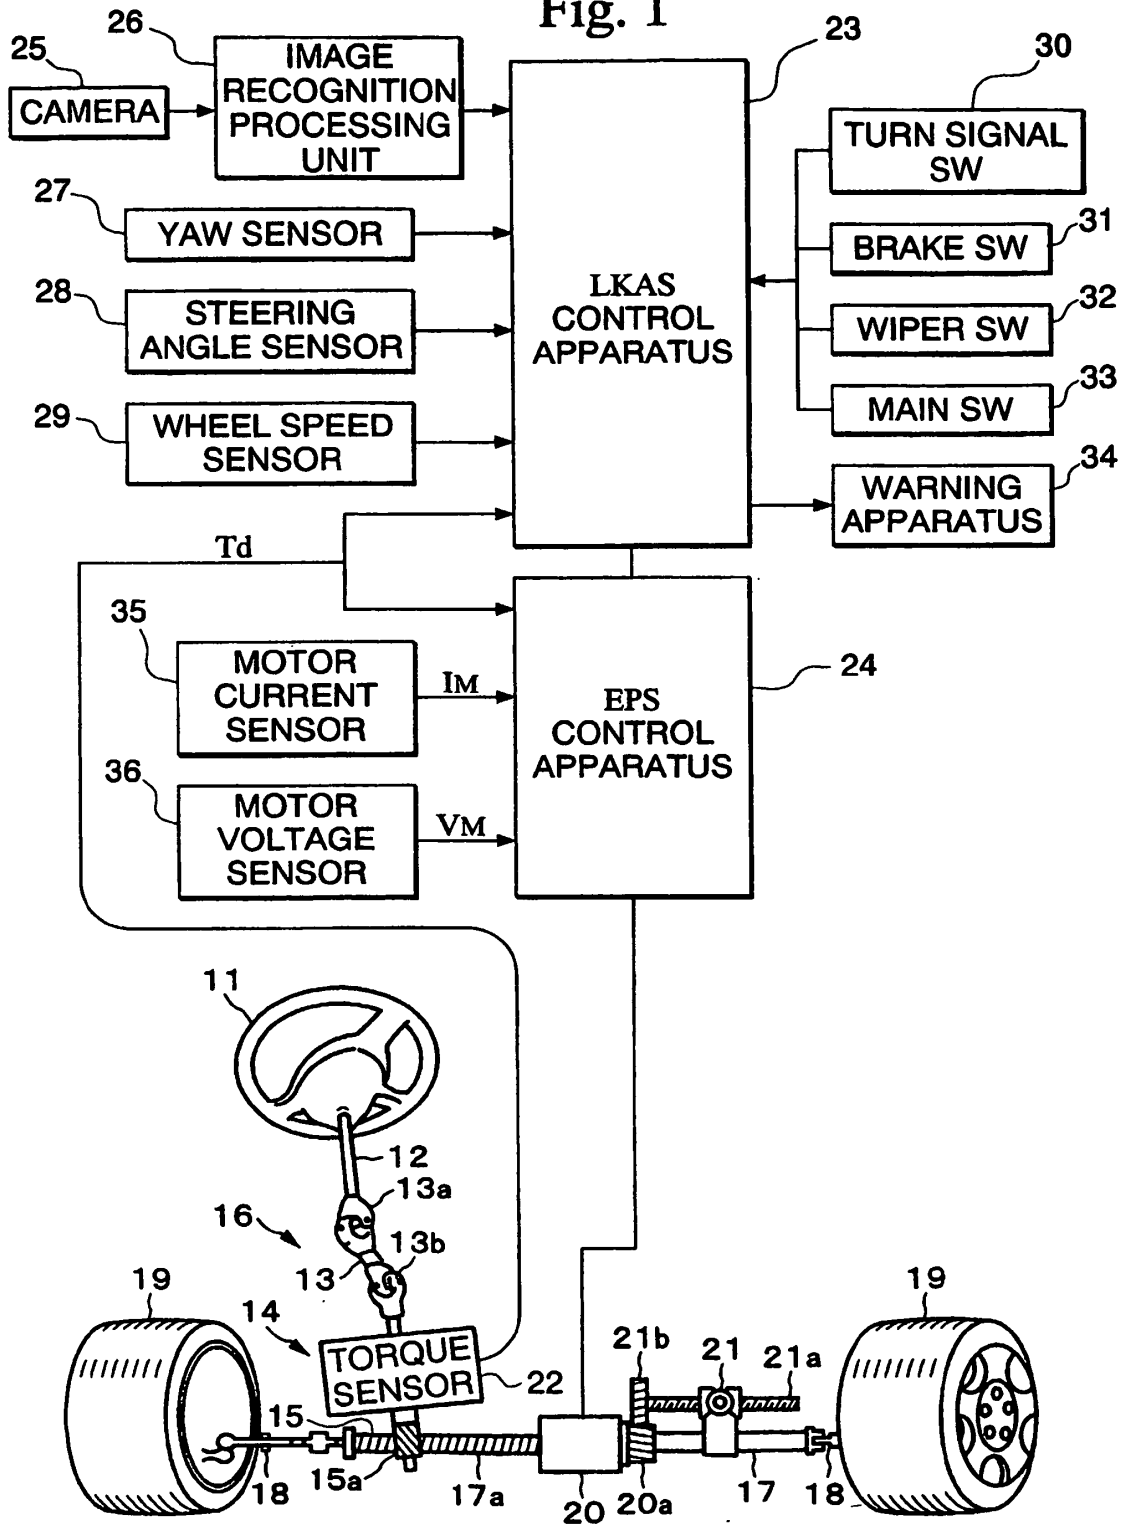 Fig. 1
25
CAMERA
26
IMAGE
RECOGNITION
PROCESSING
UNIT
27
YAW SENSOR
28
STEERING
ANGLE SENSOR
29
WHEEL SPEED
SENSOR
23
LKAS
CONTROL
APPARATUS
30
TURN SIGNAL
SW
31
BRAKE SW
32
WIPER SW
33
MAIN SW
34
WARNING
APPARATUS
Td
35
MOTOR
CURRENT
SENSOR
IM
36
MOTOR
VOLTAGE
SENSOR
VM
24
EPS
CONTROL
APPARATUS
11
12
13a
16
13b
13
19
14
TORQUE
SENSOR
22
15
15a
18
17a
20
20a
21b
21
21a
17
18
19